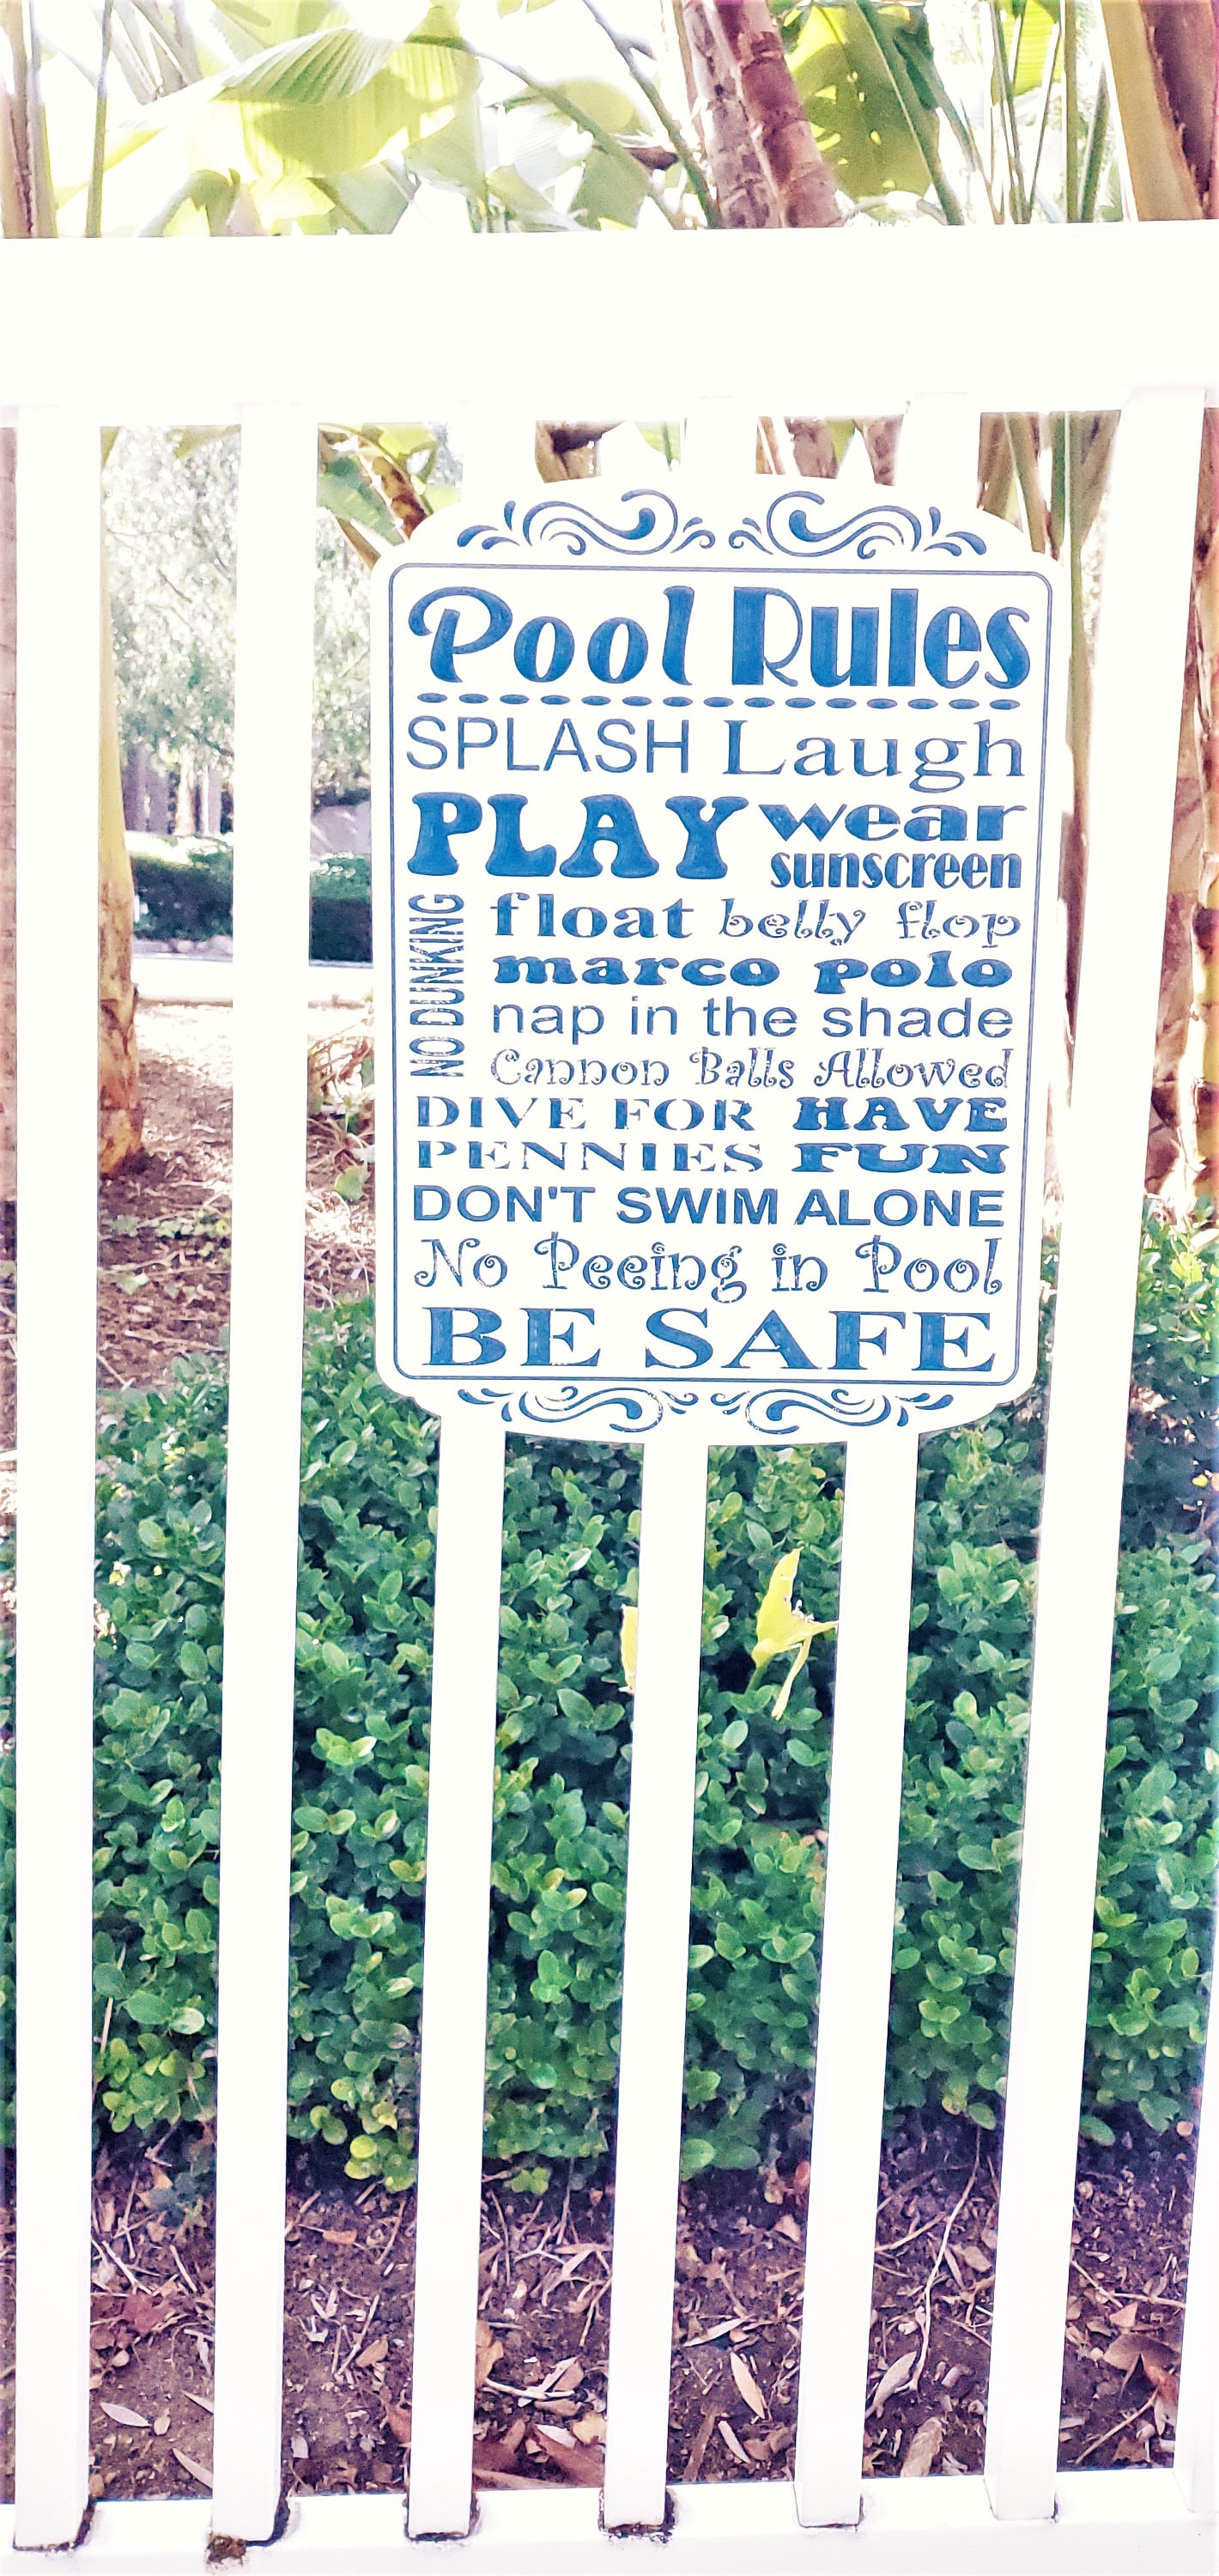 Pool Rules
SPLASH Laugh
PLAY wear
sunscreen
NO DUNKING
float belly flop
marco polo
nap in the shade
Cannon Balls Allowed
DIVE FOR HAVE
PENNIES FUN
DON'T SWIM ALONE
No Peeing in Pool
BE SAFE